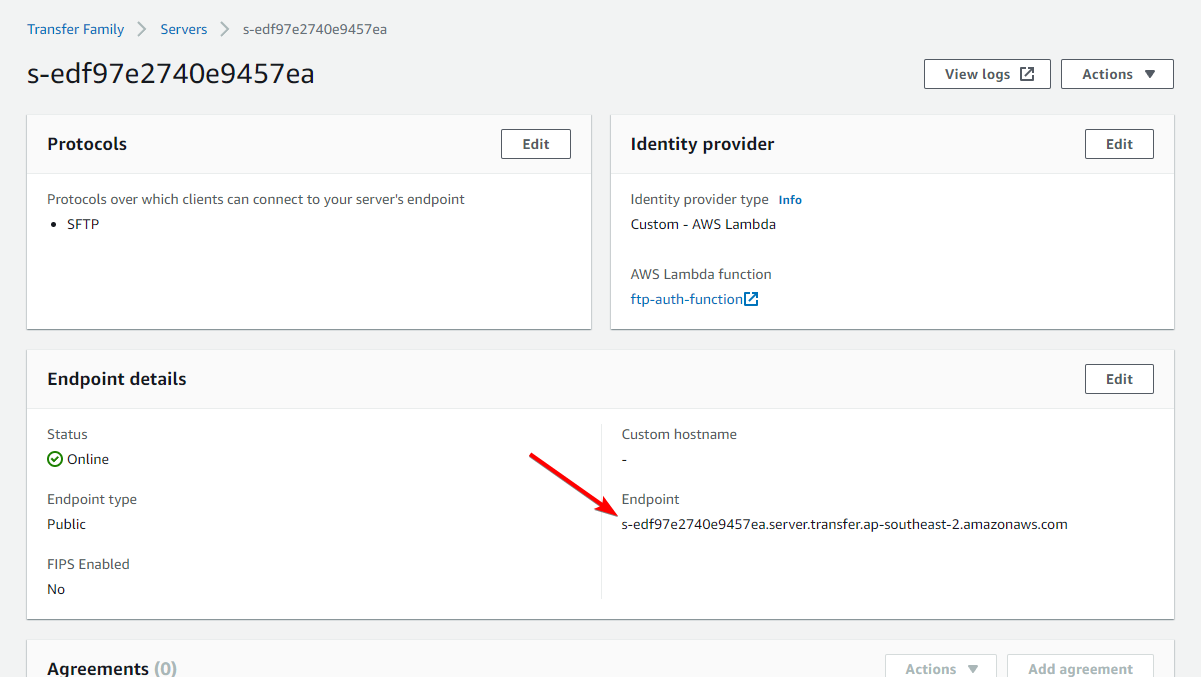 Transfer Family > Servers > s-edf97e2740e9457ea
s-edf97e2740e9457ea
View logs
Actions
Protocols
Edit
Protocols over which clients can connect to your server's endpoint
• SFTP
Identity provider
Edit
Identity provider type Info
Custom - AWS Lambda
AWS Lambda function
ftp-auth-function
Endpoint details
Edit
Status
Online
Endpoint type
Public
FIPS Enabled
No
Custom hostname
-
Endpoint
s-edf97e2740e9457ea.server.transfer.ap-southeast-2.amazonaws.com
Agreements (0)
Actions
Add agreement